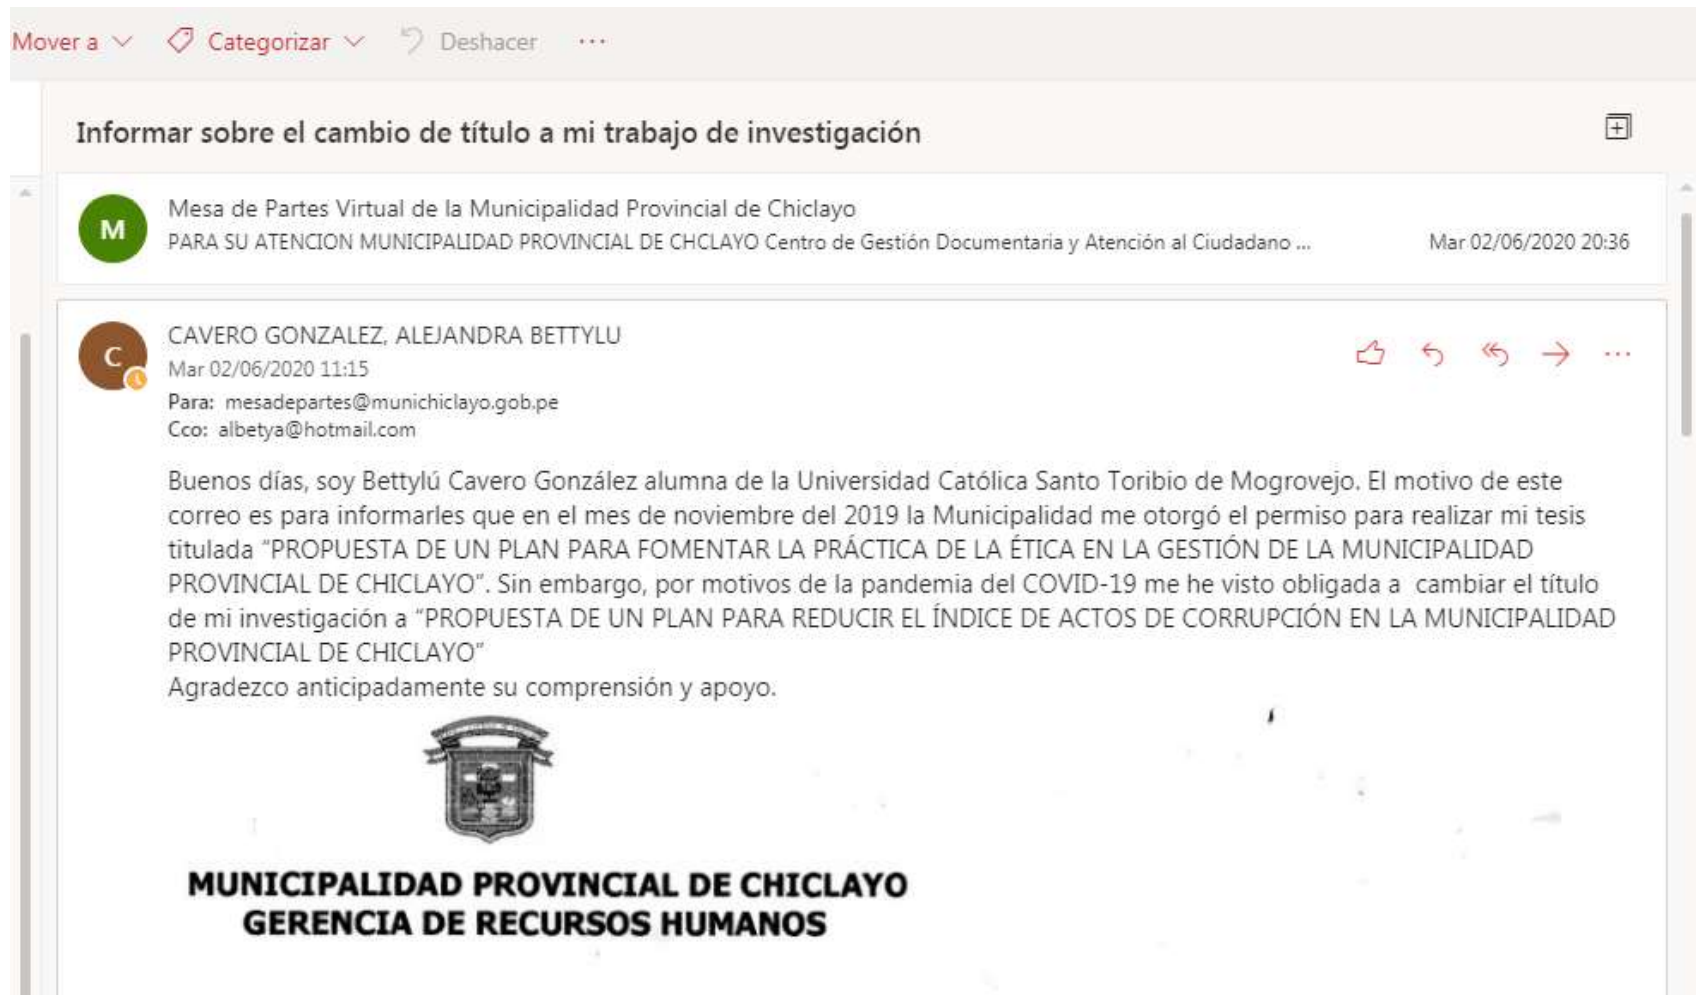 Mover a Categorizar Deshacer ...
Informar sobre el cambio de título a mi trabajo de investigación
M
Mesa de Partes Virtual de la Municipalidad Provincial de Chiclayo
PARA SU ATENCION MUNICIPALIDAD PROVINCIAL DE CHCLAYO Centro de Gestión Documentaria y Atención al Ciudadano ... Mar 02/06/2020 20:36
C
CAVERO GONZALEZ, ALEJANDRA BETTYLU
Mar 02/06/2020 11:15
Para: mesadepartes@munichiclayo.gob.pe
Cco: albetya@hotmail.com
Buenos días, soy Bettylú Cavero González alumna de la Universidad Católica Santo Toribio de Mogrovejo. El motivo de este
correo es para informarles que en el mes de noviembre del 2019 la Municipalidad me otorgó el permiso para realizar mi tesis
titulada “PROPUESTA DE UN PLAN PARA FOMENTAR LA PRÁCTICA DE LA ÉTICA EN LA GESTIÓN DE LA MUNICIPALIDAD
PROVINCIAL DE CHICLAYO”. Sin embargo, por motivos de la pandemia del COVID-19 me he visto obligada a cambiar el título
de mi investigación a “PROPUESTA DE UN PLAN PARA REDUCIR EL ÍNDICE DE ACTOS DE CORRUPCIÓN EN LA MUNICIPALIDAD
PROVINCIAL DE CHICLAYO”
Agradezco anticipadamente su comprensión y apoyo.
MUNICIPALIDAD PROVINCIAL DE CHICLAYO
GERENCIA DE RECURSOS HUMANOS